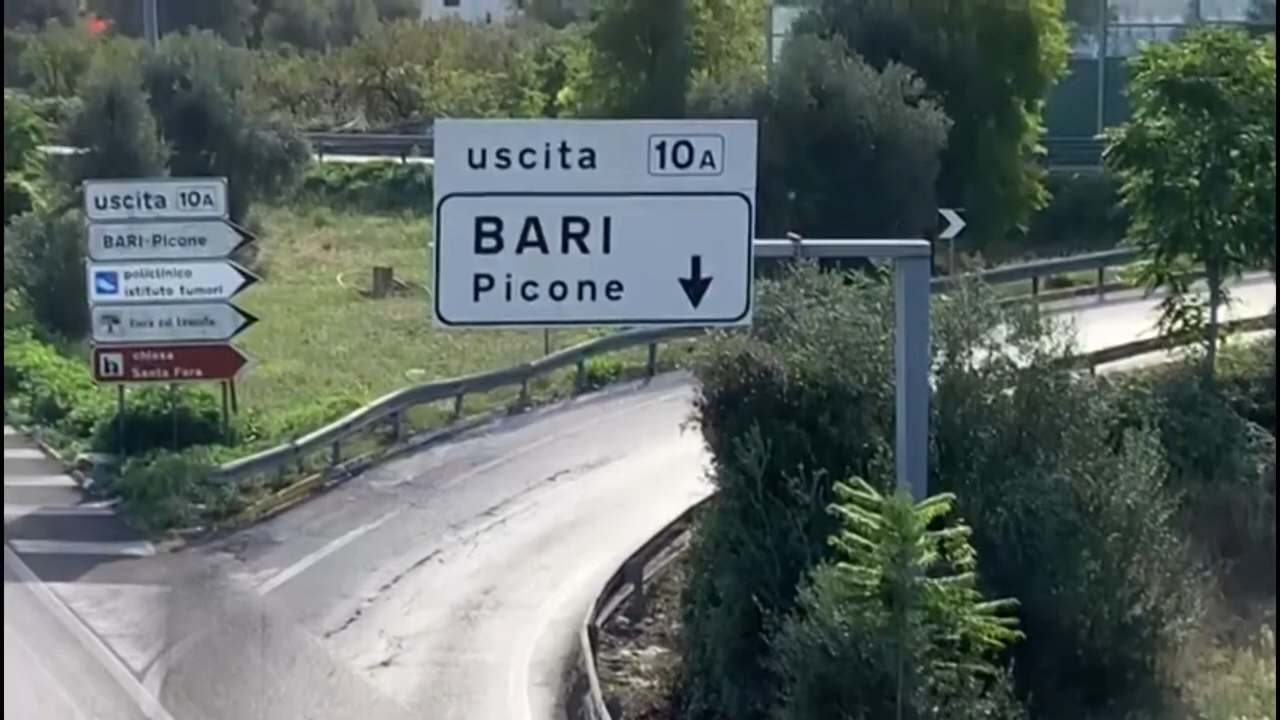 uscita 10A
BARI-Picone
policlinico
istituto tumori
chiesa
Santa Fara
uscita 10A
BARI
Picone